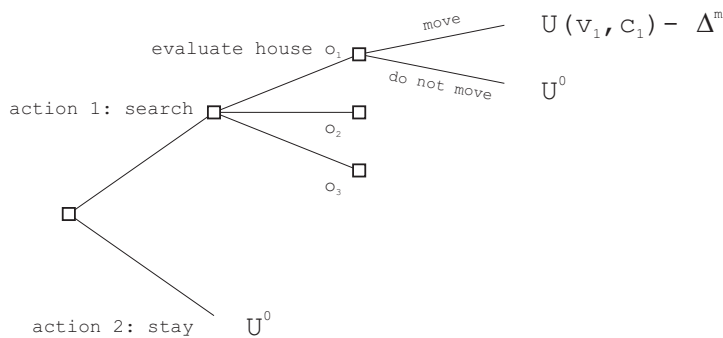 move
U(v₁,c₁) - Δᵐ
evaluate house o₁
do not move
U⁰
action 1: search
o₂
o₃
action 2: stay
U⁰